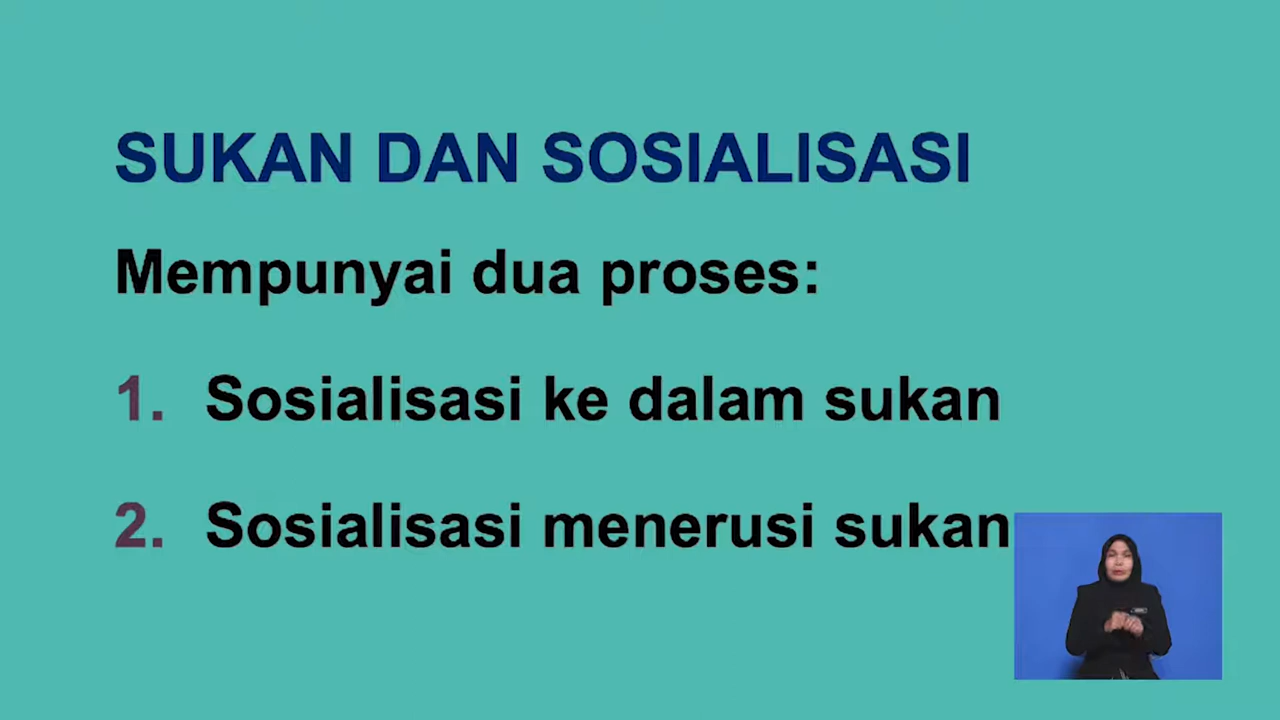 SUKAN DAN SOSIALISASI
Mempunyai dua proses:
1. Sosialisasi ke dalam sukan
2. Sosialisasi menerusi sukan